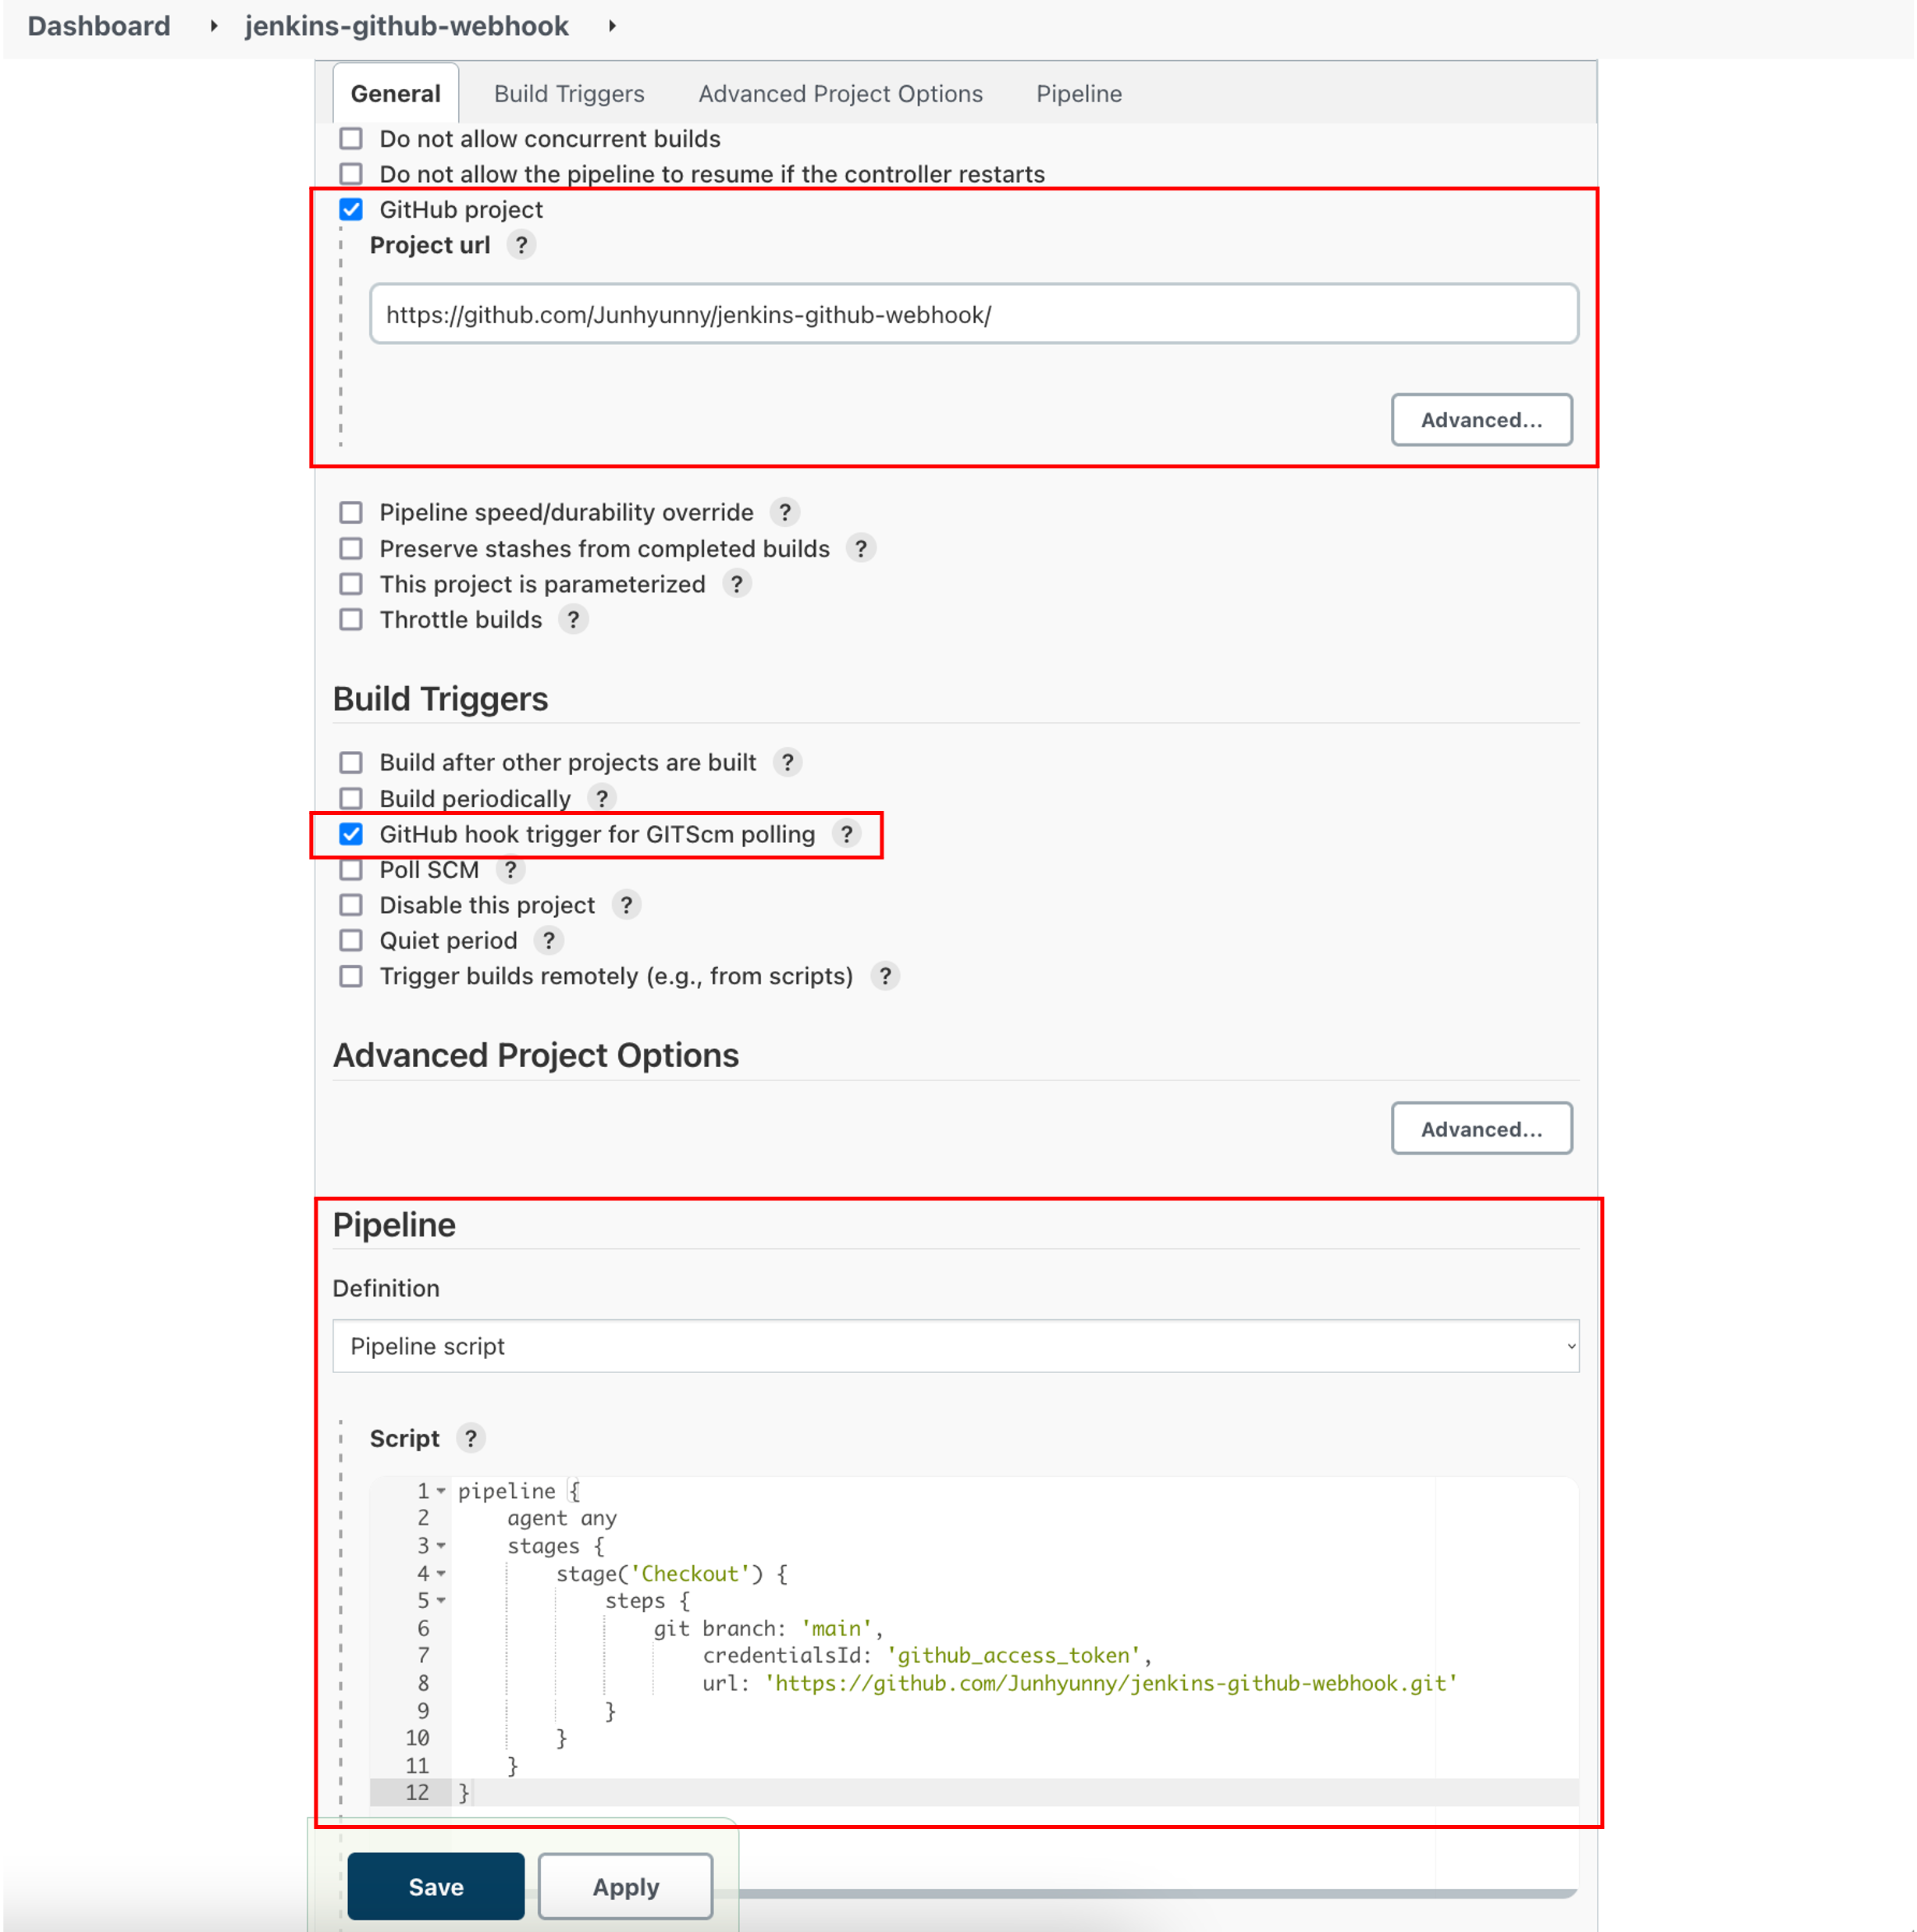 Dashboard jenkins-github-webhook
General Build Triggers Advanced Project Options Pipeline
Do not allow concurrent builds
Do not allow the pipeline to resume if the controller restarts
GitHub project
Project url ?
https://github.com/Junhyunny/jenkins-github-webhook/
Advanced...
Pipeline speed/durability override ?
Preserve stashes from completed builds ?
This project is parameterized ?
Throttle builds ?
Build Triggers
Build after other projects are built ?
Build periodically ?
GitHub hook trigger for GITScm polling ?
Poll SCM ?
Disable this project ?
Quiet period ?
Trigger builds remotely (e.g., from scripts) ?
Advanced Project Options
Advanced...
Pipeline
Definition
Pipeline script
Script ?
1 pipeline {
2 agent any
3 stages {
4 stage('Checkout') {
5 steps {
6 git branch: 'main',
7 credentialsId: 'github_access_token',
8 url: 'https://github.com/Junhyunny/jenkins-github-webhook.git'
9 }
10 }
11 }
12 }
Save Apply